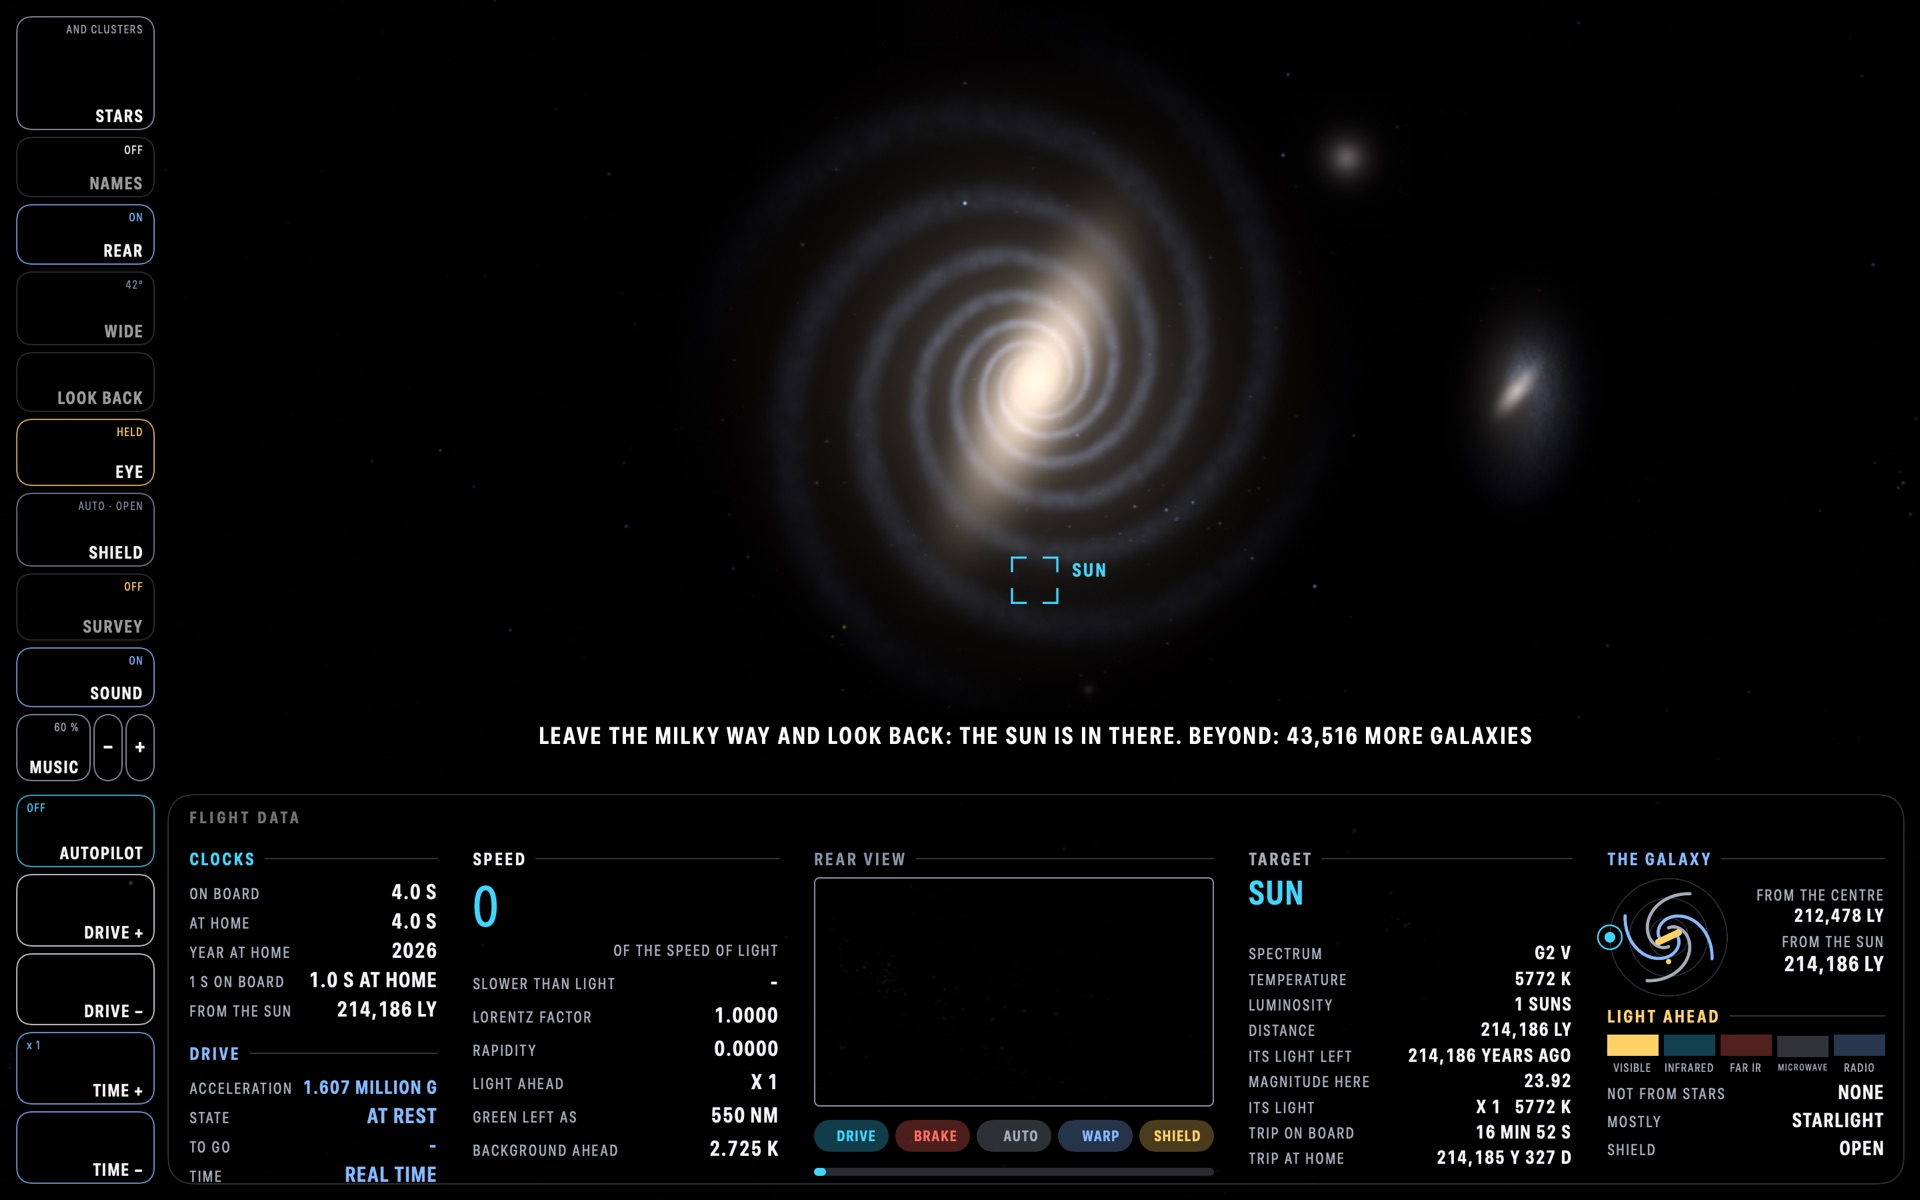 AND CLUSTERS
STARS
OFF
NAMES
ON
REAR
42°
WIDE
LOOK BACK
HELD
EYE
AUTO - OPEN
SHIELD
OFF
SURVEY
ON
SOUND
60 %
MUSIC
−
+
OFF
AUTOPILOT
DRIVE +
DRIVE −
x 1
TIME +
TIME −
SUN
LEAVE THE MILKY WAY AND LOOK BACK: THE SUN IS IN THERE. BEYOND: 43,516 MORE GALAXIES
FLIGHT DATA
CLOCKS
ON BOARD 4.0 S
AT HOME 4.0 S
YEAR AT HOME 2026
1 S ON BOARD 1.0 S AT HOME
FROM THE SUN 214,186 LY
DRIVE
ACCELERATION 1.607 MILLION G
STATE AT REST
TO GO -
TIME REAL TIME
SPEED
0
OF THE SPEED OF LIGHT
SLOWER THAN LIGHT -
LORENTZ FACTOR 1.0000
RAPIDITY 0.0000
LIGHT AHEAD X 1
GREEN LEFT AS 550 NM
BACKGROUND AHEAD 2.725 K
REAR VIEW
DRIVE BRAKE AUTO WARP SHIELD
TARGET
SUN
SPECTRUM G2 V
TEMPERATURE 5772 K
LUMINOSITY 1 SUNS
DISTANCE 214,186 LY
ITS LIGHT LEFT 214,186 YEARS AGO
MAGNITUDE HERE 23.92
ITS LIGHT X 1 5772 K
TRIP ON BOARD 16 MIN 52 S
TRIP AT HOME 214,185 Y 327 D
THE GALAXY
FROM THE CENTRE
212,478 LY
FROM THE SUN
214,186 LY
LIGHT AHEAD
VISIBLE INFRARED FAR IR MICROWAVE RADIO
NOT FROM STARS NONE
MOSTLY STARLIGHT
SHIELD OPEN